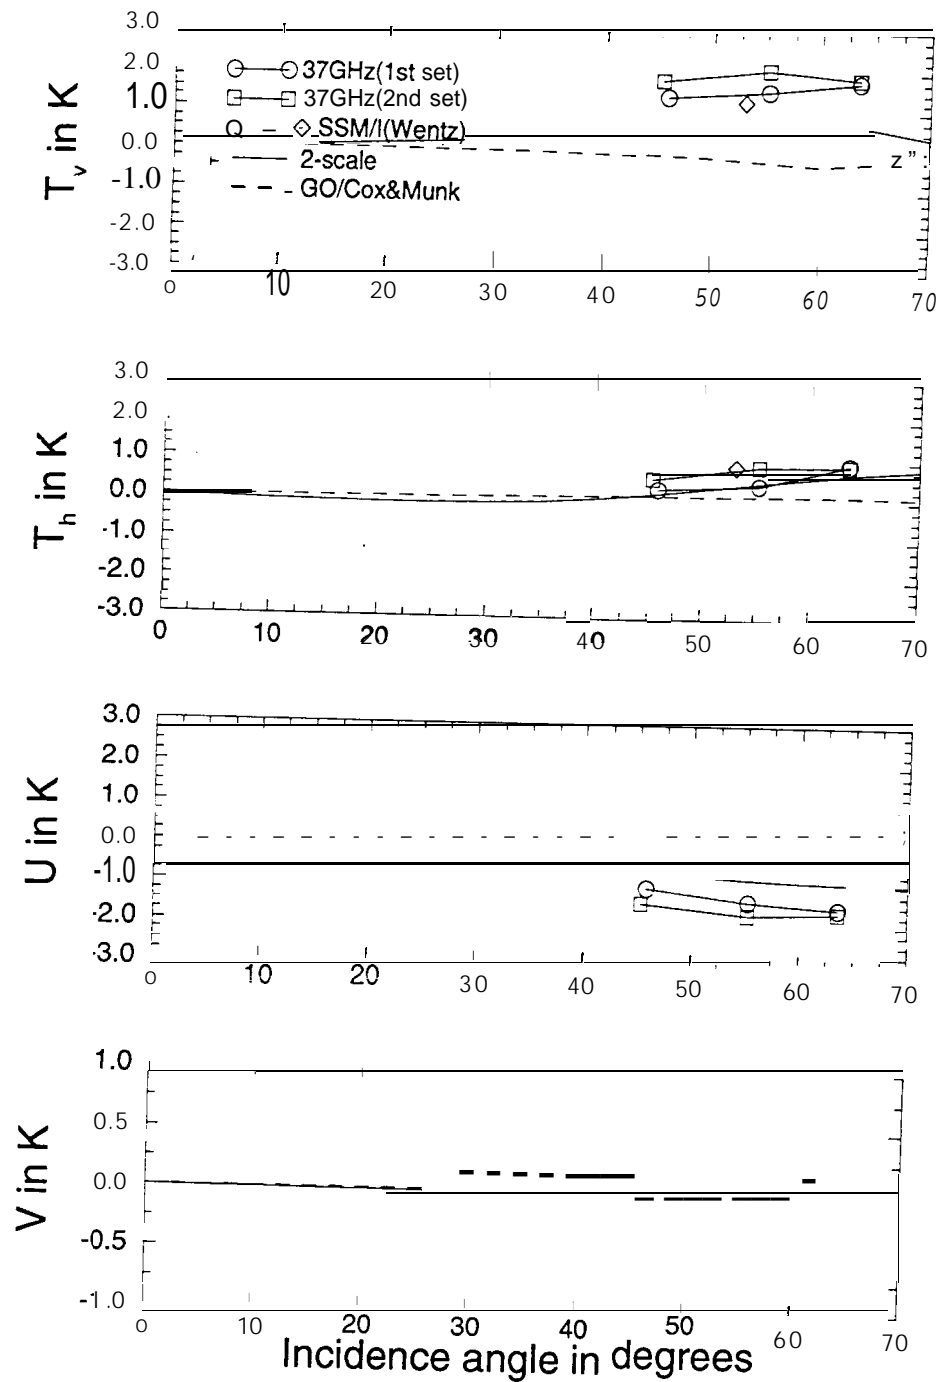 3.0
2.0
1.0
0.0
-1.0
-2.0
-3.0
T_v in K
37GHz(1st set)
37GHz(2nd set)
SSM/I(Wentz)
2-scale
GO/Cox&Munk
z”:
0 10 20 30 40 50 60 70
3.0
2.0
1.0
0.0
-1.0
-2.0
-3.0
T_h in K
0 10 20 30 40 50 60 70
3.0
2.0
1.0
0.0
-1.0
-2.0
-3.0
U in K
0 10 20 30 40 50 60 70
1.0
0.5
0.0
-0.5
-1.0
V in K
0 10 20 30 40 50 60 70
Incidence angle in degrees